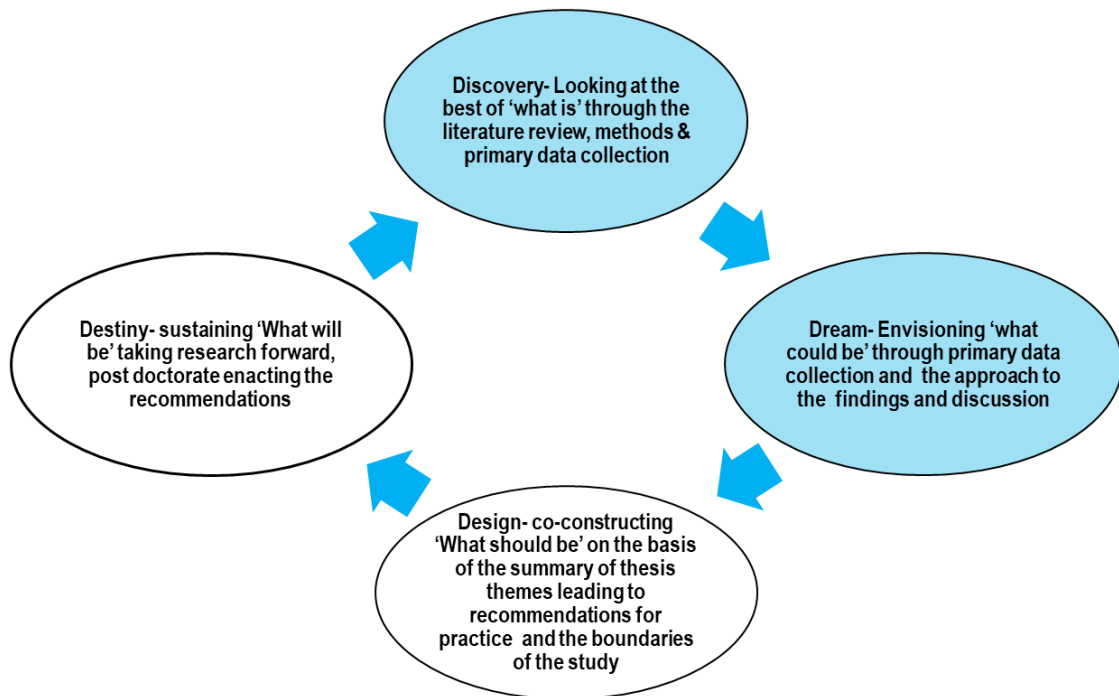 Discovery- Looking at the
best of ‘what is’ through the
literature review, methods &
primary data collection
Dream- Envisioning ‘what
could be’ through primary data
collection and the approach to
the findings and discussion
Design- co-constructing
‘What should be’ on the basis
of the summary of thesis
themes leading to
recommendations for
practice and the boundaries
of the study
Destiny- sustaining ‘What will
be’ taking research forward,
post doctorate enacting the
recommendations